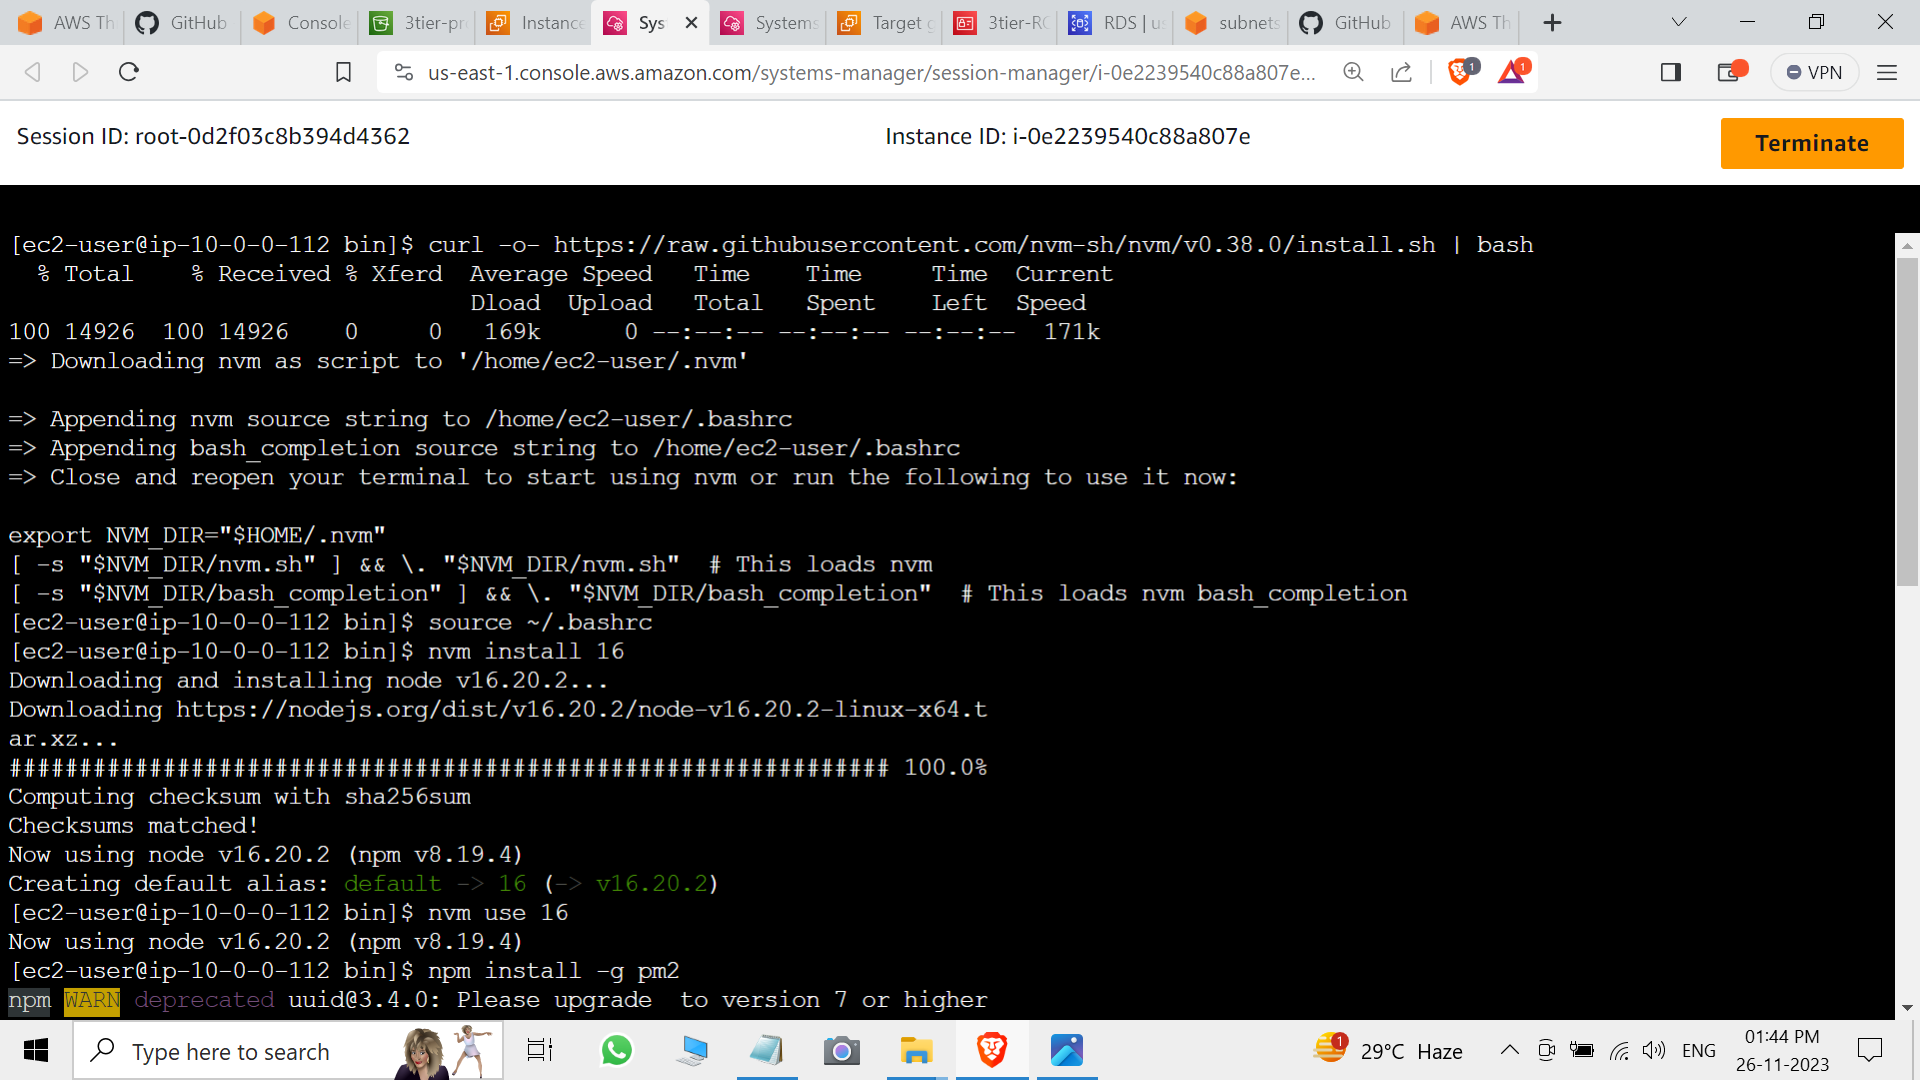 AWS Th
GitHub
Console
3tier-pr
Instance
Sys
Systems
Target g
3tier-RC
RDS | us
subnets
GitHub
AWS Th
us-east-1.console.aws.amazon.com/systems-manager/session-manager/i-0e2239540c88a807e...
1
1
VPN
Session ID: root-0d2f03c8b394d4362
Instance ID: i-0e2239540c88a807e
Terminate
[ec2-user@ip-10-0-0-112 bin]$ curl -o- https://raw.githubusercontent.com/nvm-sh/nvm/v0.38.0/install.sh | bash
% Total    % Received % Xferd  Average Speed   Time    Time     Time  Current
Dload  Upload   Total   Spent    Left  Speed
100 14926  100 14926    0     0   169k      0 --:--:-- --:--:-- --:--:--  171k
=> Downloading nvm as script to '/home/ec2-user/.nvm'
=> Appending nvm source string to /home/ec2-user/.bashrc
=> Appending bash_completion source string to /home/ec2-user/.bashrc
=> Close and reopen your terminal to start using nvm or run the following to use it now:
export NVM_DIR="$HOME/.nvm"
[ -s "$NVM_DIR/nvm.sh" ] && \. "$NVM_DIR/nvm.sh"  # This loads nvm
[ -s "$NVM_DIR/bash_completion" ] && \. "$NVM_DIR/bash_completion"  # This loads nvm bash_completion
[ec2-user@ip-10-0-0-112 bin]$ source ~/.bashrc
[ec2-user@ip-10-0-0-112 bin]$ nvm install 16
Downloading and installing node v16.20.2...
Downloading https://nodejs.org/dist/v16.20.2/node-v16.20.2-linux-x64.t
ar.xz...
############################################################### 100.0%
Computing checksum with sha256sum
Checksums matched!
Now using node v16.20.2 (npm v8.19.4)
Creating default alias: default -> 16 (-> v16.20.2)
[ec2-user@ip-10-0-0-112 bin]$ nvm use 16
Now using node v16.20.2 (npm v8.19.4)
[ec2-user@ip-10-0-0-112 bin]$ npm install -g pm2
npm WARN deprecated uuid@3.4.0: Please upgrade  to version 7 or higher
Type here to search
1
29°C  Haze
ENG
01:44 PM
26-11-2023